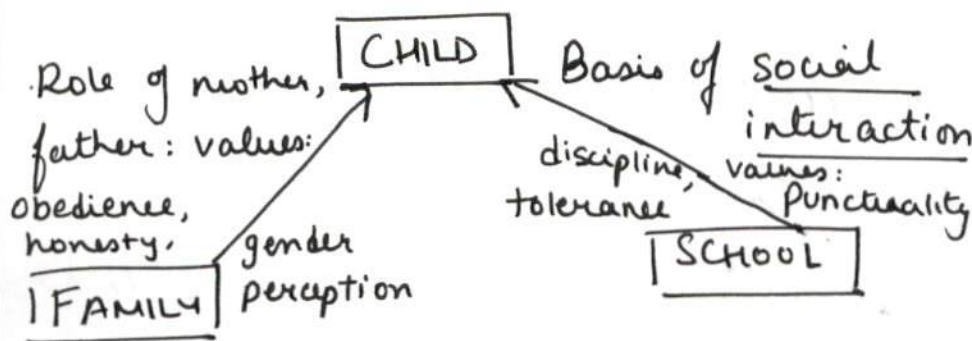 CHILD
Role of mother,
father: values:
obedience,
honesty,
gender
perception
FAMILY
Basis of social
interaction
values:
Punctuality
discipline,
tolerance
SCHOOL